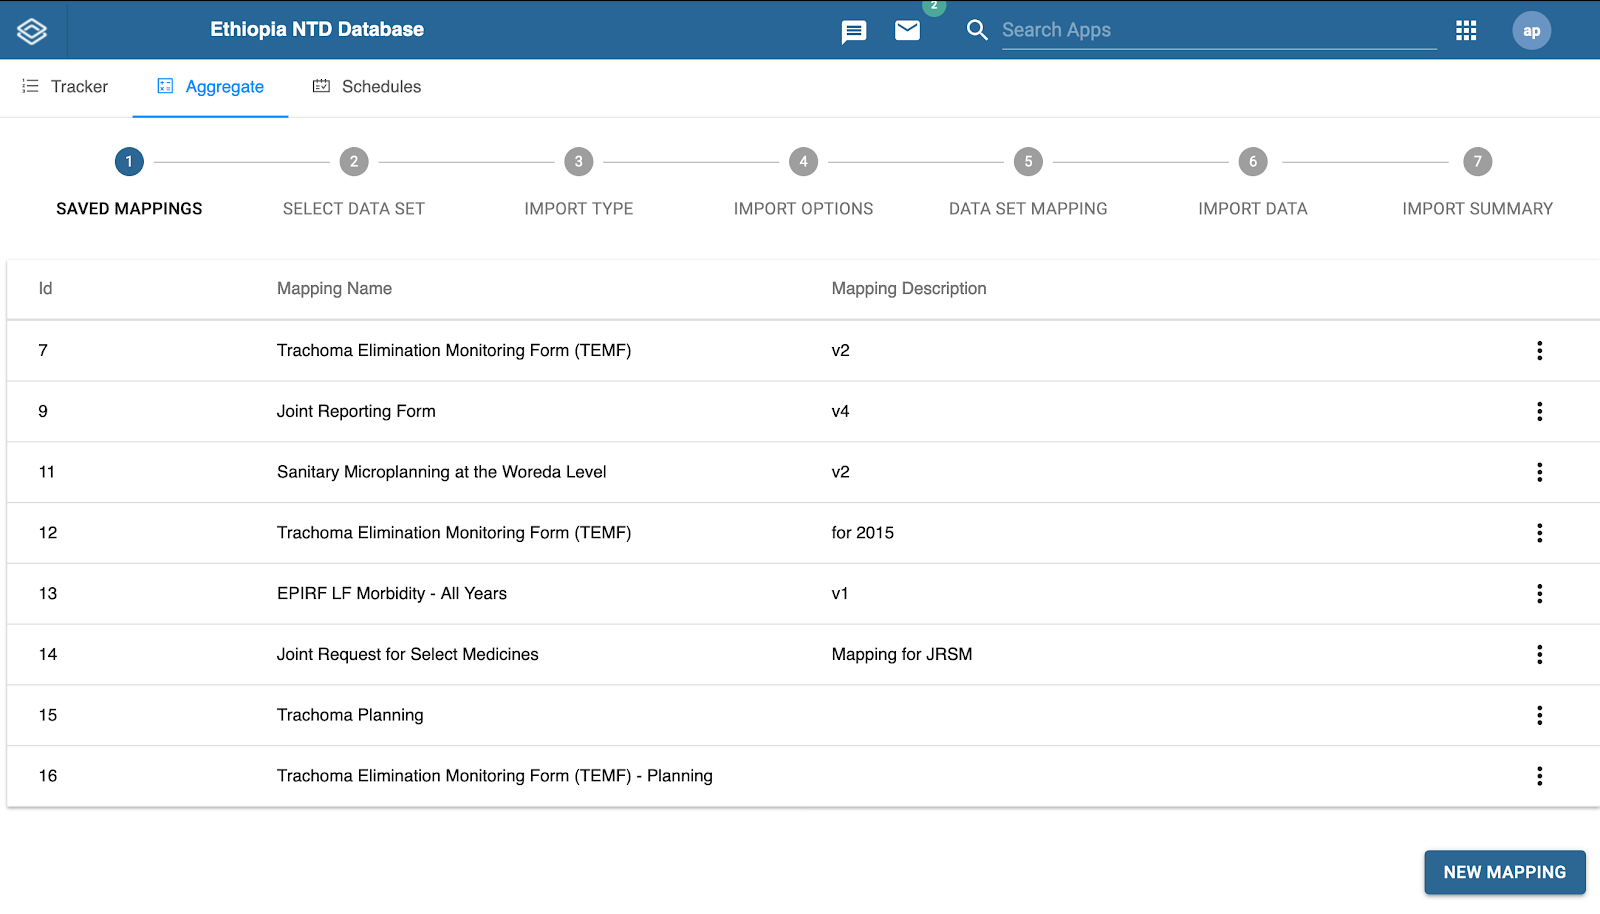 Ethiopia NTD Database
2
Search Apps
ap
Tracker
Aggregate
Schedules
1
2
3
4
5
6
7
SAVED MAPPINGS
SELECT DATA SET
IMPORT TYPE
IMPORT OPTIONS
DATA SET MAPPING
IMPORT DATA
IMPORT SUMMARY
Id Mapping Name Mapping Description
7 Trachoma Elimination Monitoring Form (TEMF) v2
9 Joint Reporting Form v4
11 Sanitary Microplanning at the Woreda Level v2
12 Trachoma Elimination Monitoring Form (TEMF) for 2015
13 EPIRF LF Morbidity - All Years v1
14 Joint Request for Select Medicines Mapping for JRSM
15 Trachoma Planning
16 Trachoma Elimination Monitoring Form (TEMF) - Planning
NEW MAPPING